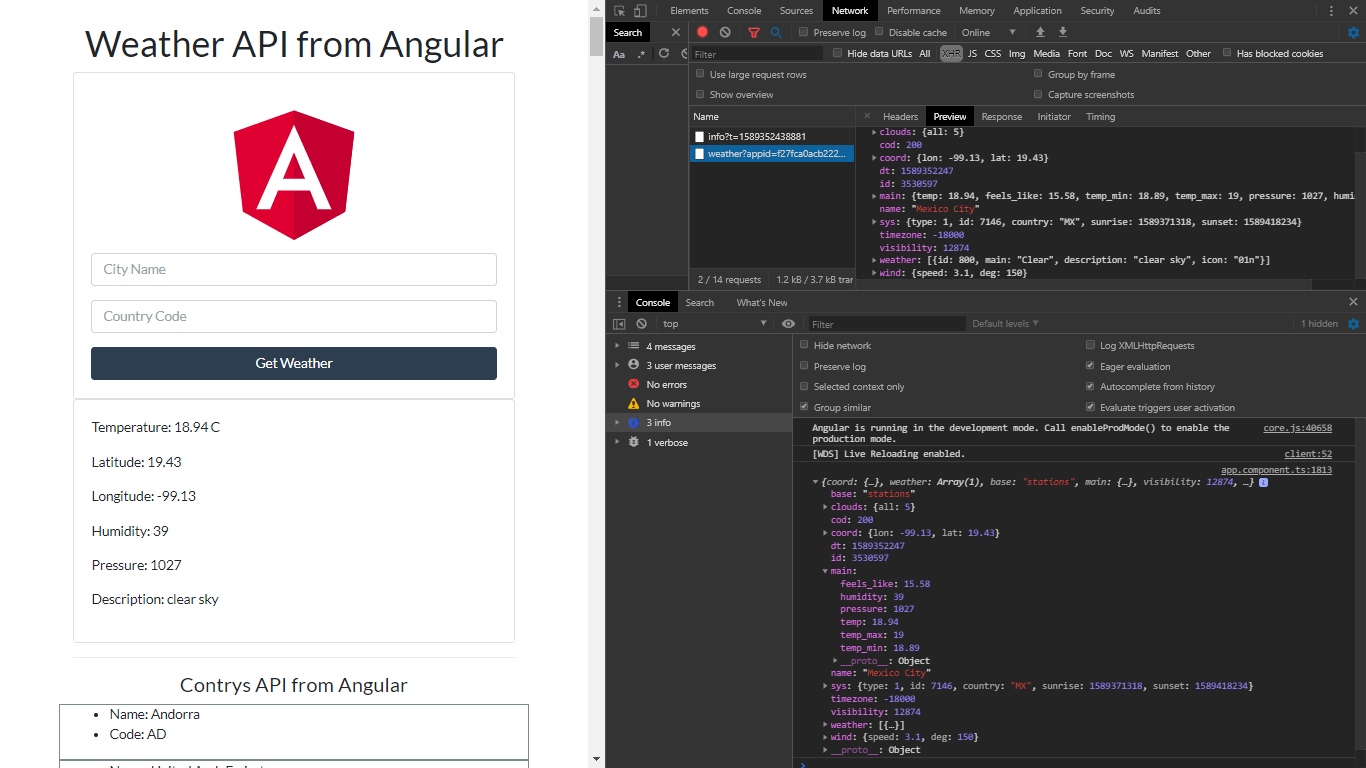 Weather API from Angular
City Name
Country Code
Get Weather
Temperature: 18.94 C
Latitude: 19.43
Longitude: -99.13
Humidity: 39
Pressure: 1027
Description: clear sky
Contrys API from Angular
Name: Andorra
Code: AD
Elements Console Sources Network Performance Memory Application Security Audits
Search
Aa .*
Preserve log Disable cache Online
Filter Hide data URLs All XHR JS CSS Img Media Font Doc WS Manifest Other Has blocked cookies
Use large request rows Group by frame
Show overview Capture screenshots
Name
info?t=1589352438881
weather?appid=f27fca0acb222...
2 / 14 requests 1.2 kB / 3.7 kB tran
Headers Preview Response Initiator Timing
clouds: {all: 5}
cod: 200
coord: {lon: -99.13, lat: 19.43}
dt: 1589352247
id: 3530597
main: {temp: 18.94, feels_like: 15.58, temp_min: 18.89, temp_max: 19, pressure: 1027, humi
name: "Mexico City"
sys: {type: 1, id: 7146, country: "MX", sunrise: 1589371318, sunset: 1589418234}
timezone: -18000
visibility: 12874
weather: [{id: 800, main: "Clear", description: "clear sky", icon: "01n"}]
wind: {speed: 3.1, deg: 150}
Console Search What's New
top Filter Default levels 1 hidden
4 messages
3 user messages
No errors
No warnings
3 info
1 verbose
Hide network Log XMLHttpRequests
Preserve log Eager evaluation
Selected context only Autocomplete from history
Group similar Evaluate triggers user activation
Angular is running in the development mode. Call enableProdMode() to enable the core.js:40658
production mode.
[WDS] Live Reloading enabled. client:52
app.component.ts:1813
{coord: {…}, weather: Array(1), base: "stations", main: {…}, visibility: 12874, …} i
base: "stations"
clouds: {all: 5}
cod: 200
coord: {lon: -99.13, lat: 19.43}
dt: 1589352247
id: 3530597
main:
feels_like: 15.58
humidity: 39
pressure: 1027
temp: 18.94
temp_max: 19
temp_min: 18.89
__proto__: Object
name: "Mexico City"
sys: {type: 1, id: 7146, country: "MX", sunrise: 1589371318, sunset: 1589418234}
timezone: -18000
visibility: 12874
weather: [{…}]
wind: {speed: 3.1, deg: 150}
__proto__: Object